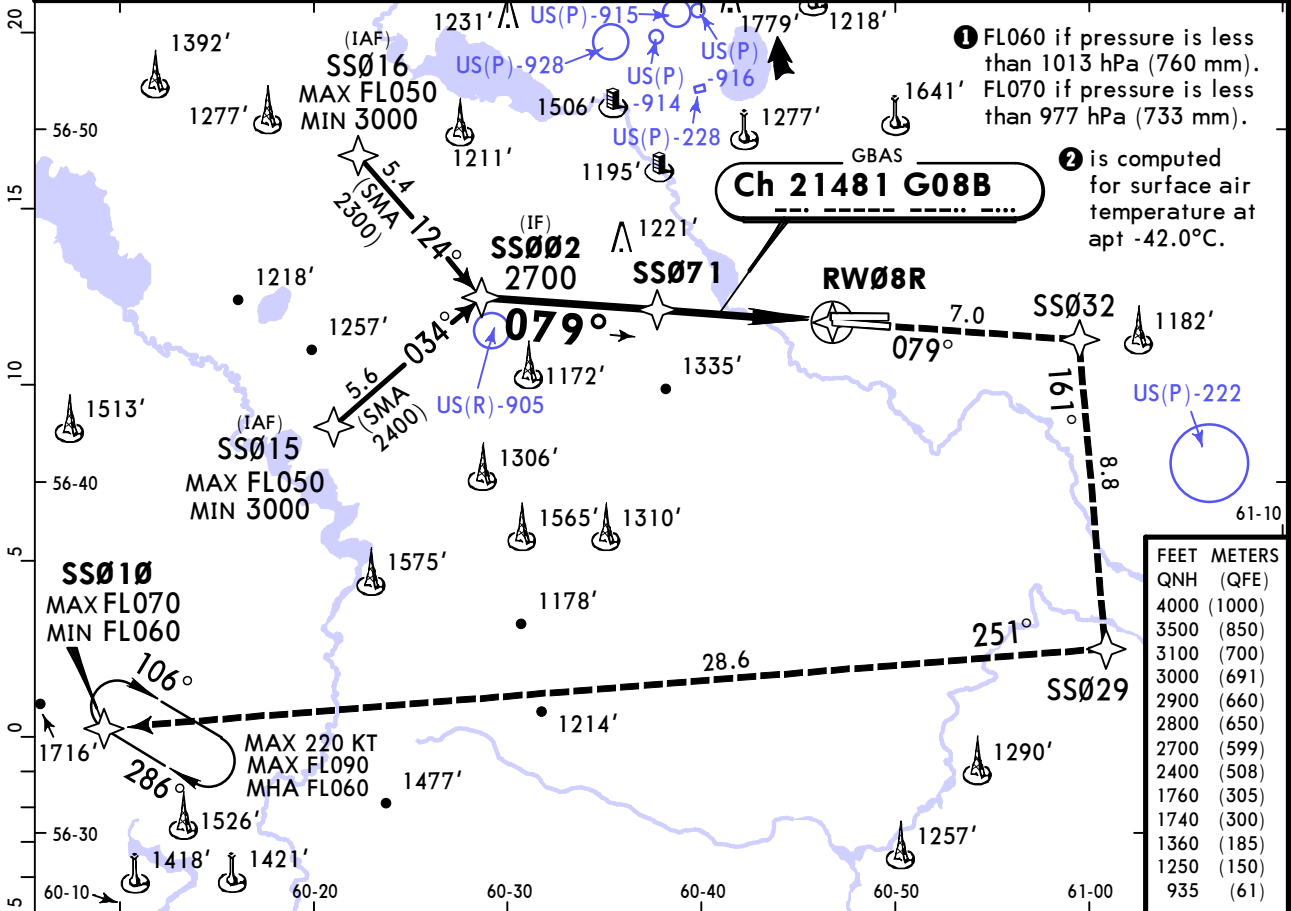 20
1231′
US(P)-915
1779′
1218′
❶ FL060 if pressure is less
than 1013 hPa (760 mm).
FL070 if pressure is less
than 977 hPa (733 mm).
1392′
(IAF)
SSØ16
MAX FL050
MIN 3000
US(P)-928
US(P)
-916
US(P)
-914
1277′
1506′
1641′
56-50
1211′
US(P)-228
1277′
5.4
(SMA
2300)
124°
1195′
GBAS
Ch 21481 G08B
--·  -----  ---··  -···
❷ is computed
for surface air
temperature at
apt -42.0°C.
15
(IF)
SSØØ2
2700
1221′
SSØ71
RWØ8R
1218′
SSØ32
7.0
079°
1182′
079°
1257′
034°
5.6
(SMA
2400)
1172′
1335′
10
US(R)-905
161°
US(P)-222
1513′
(IAF)
SSØ15
MAX FL050
MIN 3000
1306′
8.8
56-40
1565′
1310′
61-10
5
1575′
FEET METERS
QNH (QFE)
4000 (1000)
3500 (850)
3100 (700)
3000 (691)
2900 (660)
2800 (650)
2700 (599)
2400 (508)
1760 (305)
1740 (300)
1360 (185)
1250 (150)
935 (61)
SSØ1Ø
MAX FL070
MIN FL060
1178′
251°
28.6
SSØ29
106°
0
1716′
1214′
286°
MAX 220 KT
MAX FL090
MHA FL060
1477′
1290′
1526′
56-30
1257′
1418′
1421′
5
60-10
60-20
60-30
60-40
60-50
61-00